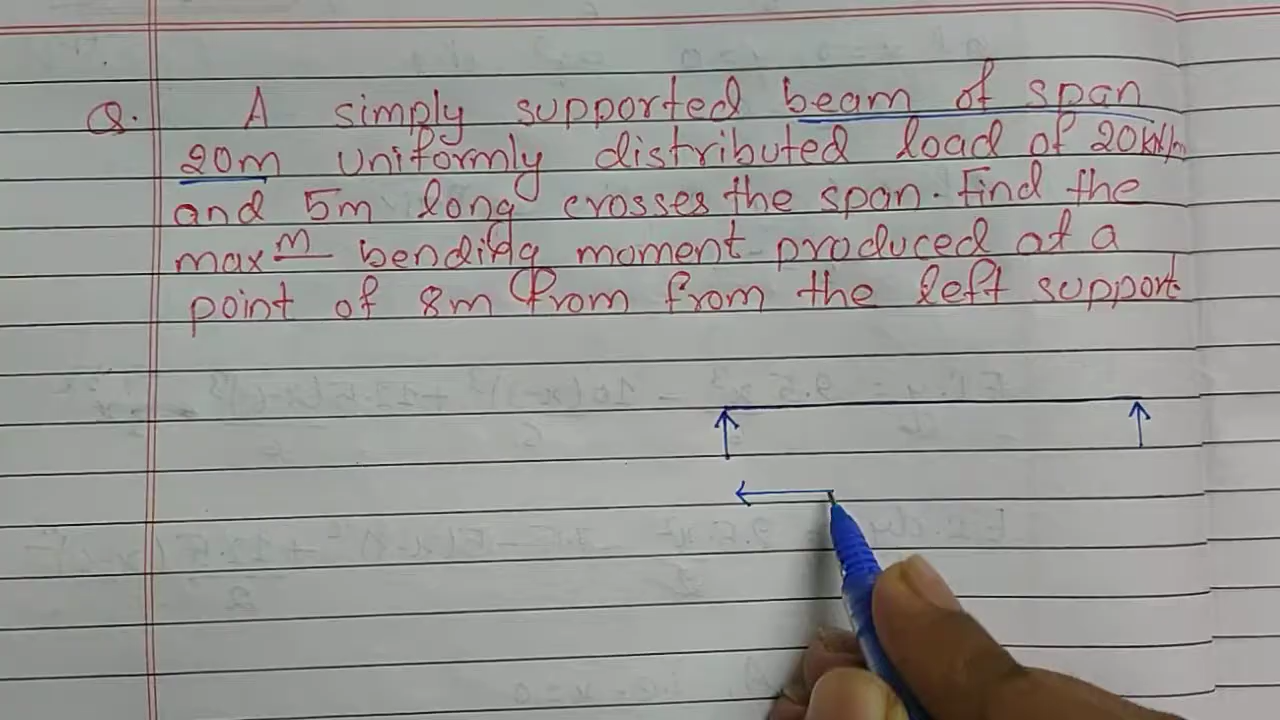 Q. A simply supported beam of span
20m uniformly distributed load of 20kN/m
and 5m long crosses the span. Find the
max m bending moment produced at a
point of 8m from from the left support.